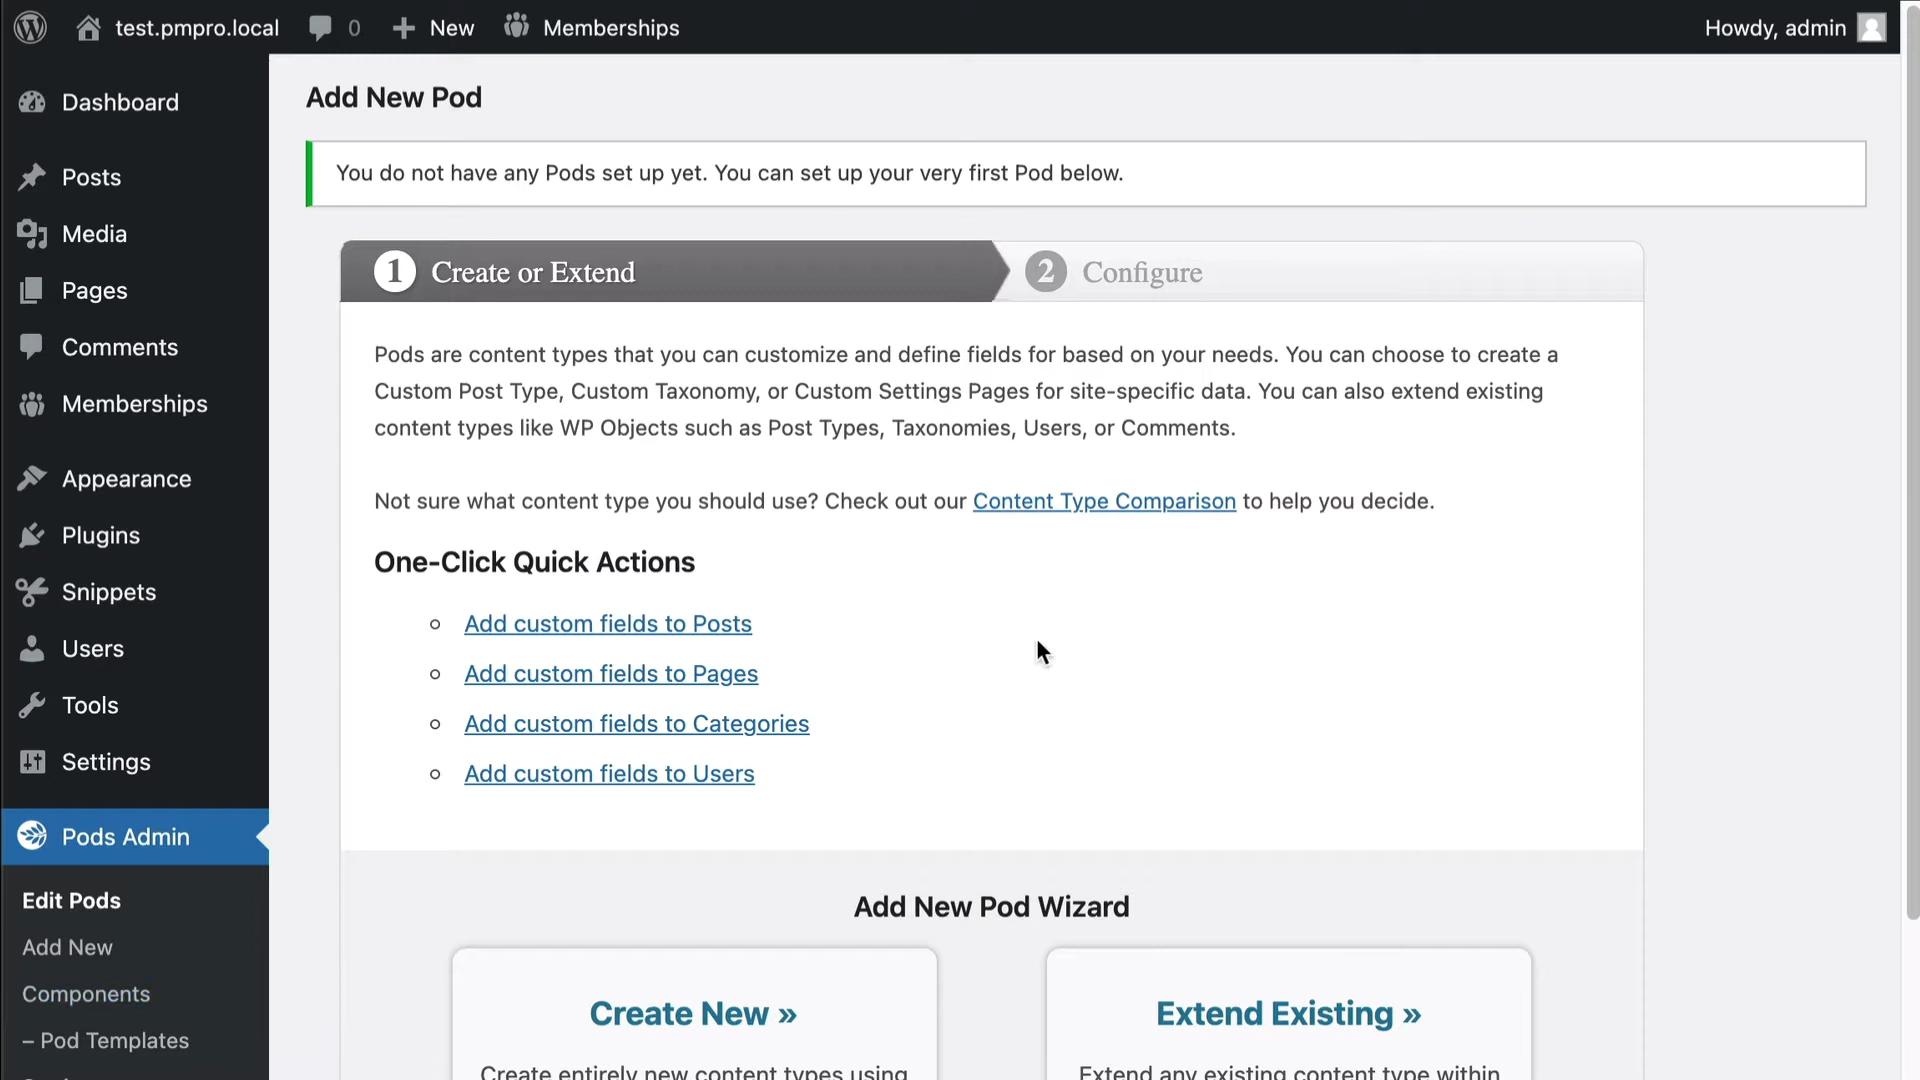 test.pmpro.local
0
New
Memberships
Howdy, admin
Dashboard
Posts
Media
Pages
Comments
Memberships
Appearance
Plugins
Snippets
Users
Tools
Settings
Pods Admin
Edit Pods
Add New
Components
– Pod Templates
Add New Pod
You do not have any Pods set up yet. You can set up your very first Pod below.
1 Create or Extend
2 Configure
Pods are content types that you can customize and define fields for based on your needs. You can choose to create a
Custom Post Type, Custom Taxonomy, or Custom Settings Pages for site-specific data. You can also extend existing
content types like WP Objects such as Post Types, Taxonomies, Users, or Comments.
Not sure what content type you should use? Check out our Content Type Comparison to help you decide.
One-Click Quick Actions
Add custom fields to Posts
Add custom fields to Pages
Add custom fields to Categories
Add custom fields to Users
Add New Pod Wizard
Create New »
Create entirely new content types using
Extend Existing »
Extend any existing content type within